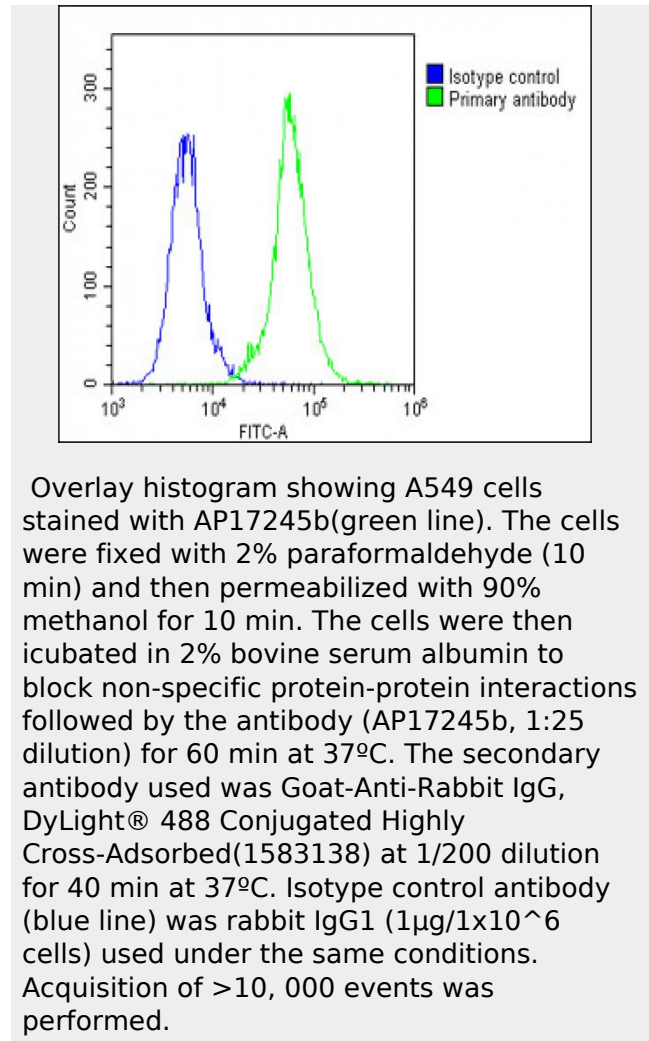 300
200
100
0
Count
10³ 10⁴ 10⁵ 10⁶
FITC-A
Isotype control
Primary antibody
Overlay histogram showing A549 cells
stained with AP17245b(green line). The cells
were fixed with 2% paraformaldehyde (10
min) and then permeabilized with 90%
methanol for 10 min. The cells were then
icubated in 2% bovine serum albumin to
block non-specific protein-protein interactions
followed by the antibody (AP17245b, 1:25
dilution) for 60 min at 37ºC. The secondary
antibody used was Goat-Anti-Rabbit IgG,
DyLight® 488 Conjugated Highly
Cross-Adsorbed(1583138) at 1/200 dilution
for 40 min at 37ºC. Isotype control antibody
(blue line) was rabbit IgG1 (1µg/1x10^6
cells) used under the same conditions.
Acquisition of >10, 000 events was
performed.